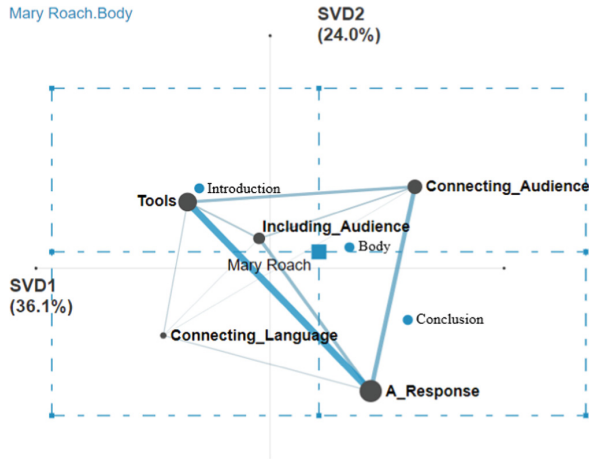 Mary Roach.Body
SVD2
(24.0%)
Introduction
Connecting_Audience
Tools
Including_Audience
Body
Mary Roach
SVD1
(36.1%)
Conclusion
Connecting_Language
A_Response